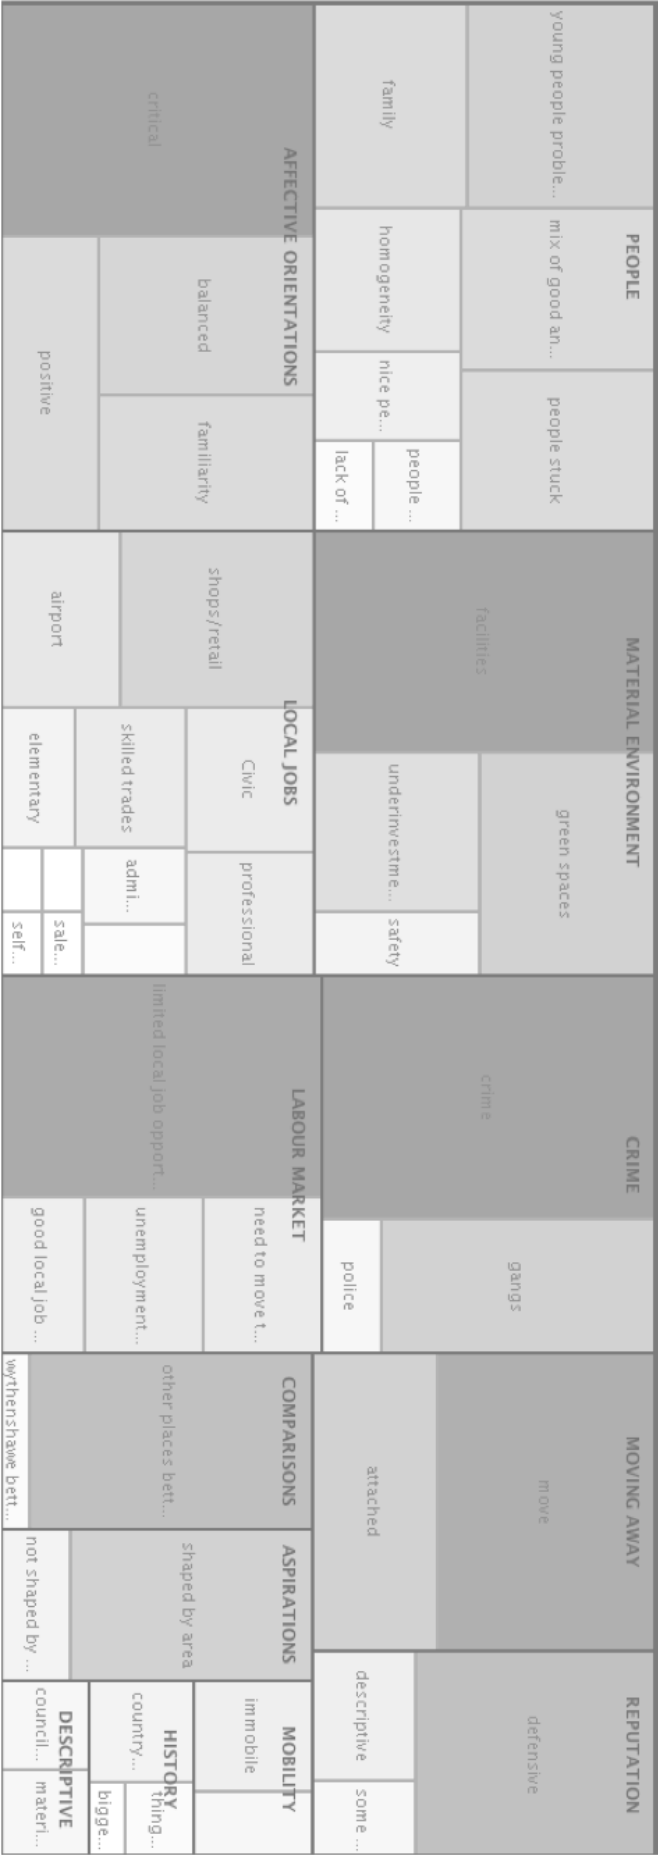 PEOPLE
young people proble...
family
mix of good an...
homogeneity
people stuck
nice pe...
people ...
lack of ...
MATERIAL ENVIRONMENT
facilities
green spaces
underinvestme...
safety
CRIME
crime
gangs
police
MOVING AWAY
move
attached
REPUTATION
defensive
descriptive
some ...
AFFECTIVE ORIENTATIONS
critical
balanced
positive
familiarity
LOCAL JOBS
shops/retail
airport
Civic
skilled trades
elementary
professional
admi...
sale...
self...
LABOUR MARKET
limited local job opport...
need to move t...
unemployment...
good local job ...
COMPARISONS
other places bett...
wythenshawe bett...
ASPIRATIONS
shaped by area
not shaped by ...
MOBILITY
immobile
HISTORY
country...
thing...
bigge...
DESCRIPTIVE
council...
materi...